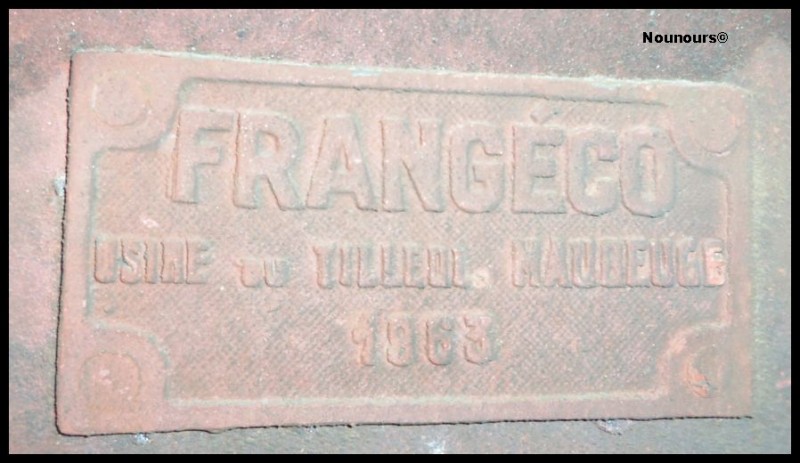 Nounours©
FRANGÉCO
USINE DU TILLEUL. MAUBEUGE
1963